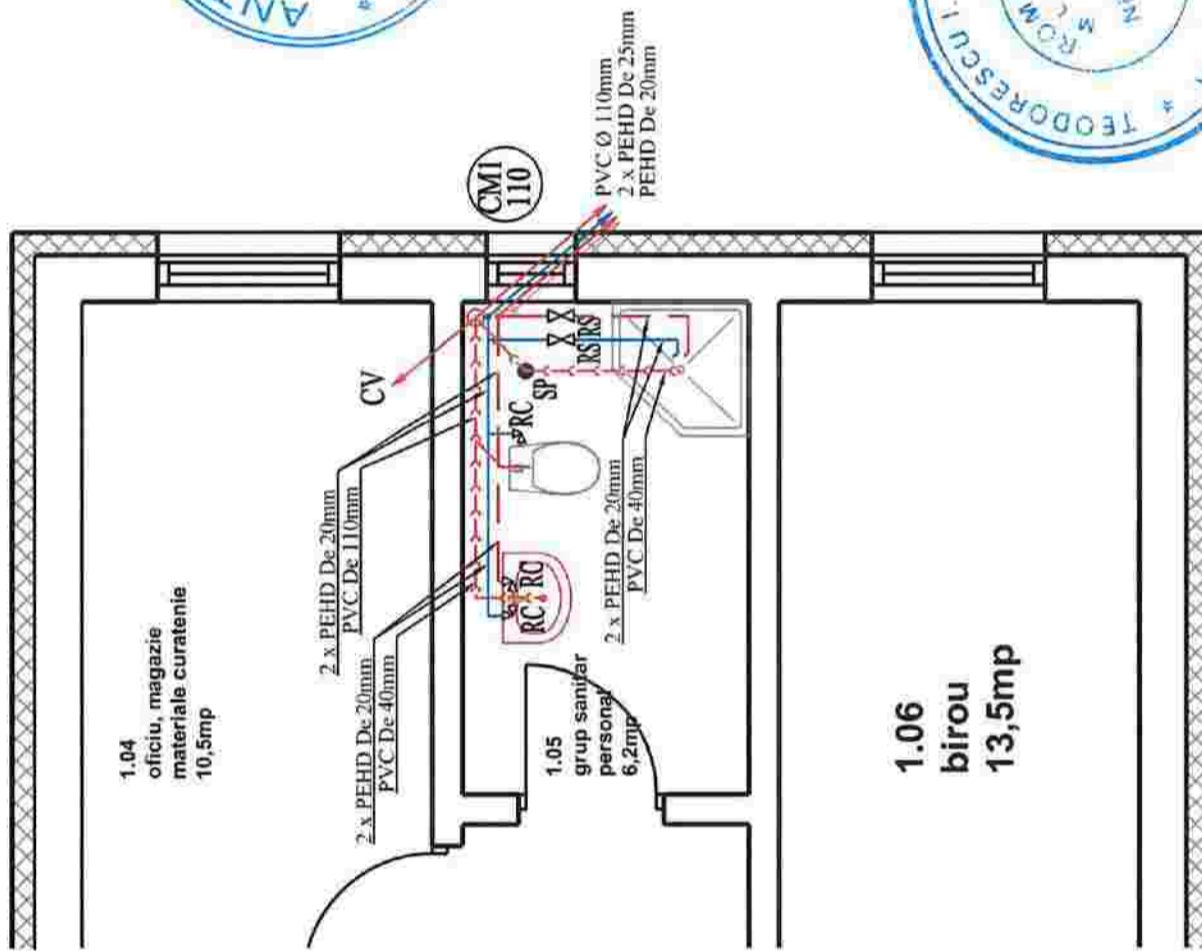 ANT
CV
CM1
110
PVC Ø 110mm
2 x PEHD De 25mm
PEHD De 20mm
TEODORESCU I.
ROM
1.04
oficiu, magazie
materiale curatenie
10,5mp
2 x PEHD De 20mm
PVC De 110mm
2 x PEHD De 20mm
PVC De 40mm
RC
SP
RS RS
RC RC
2 x PEHD De 20mm
PVC De 40mm
1.05
grup sanitar
personal
6,2mp
1.06
birou
13,5mp